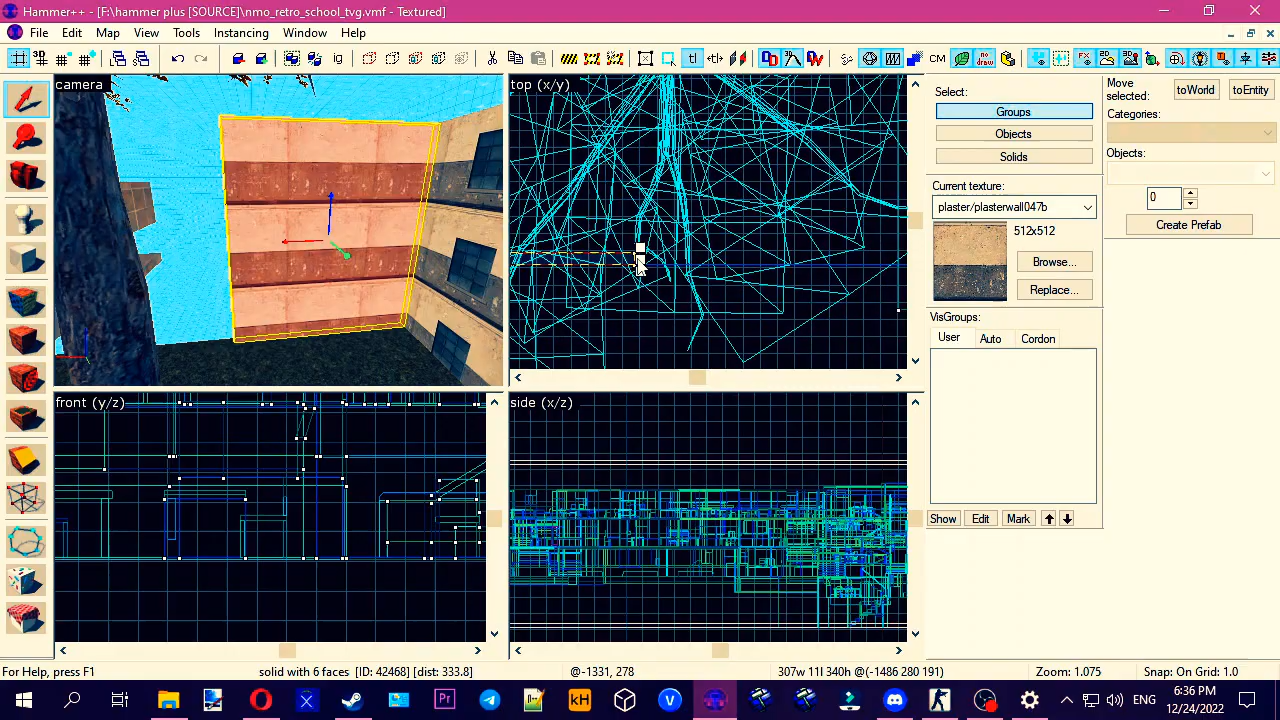 Hammer++ - [F:\hammer plus [SOURCE]\nmo_retro_school_tvg.vmf - Textured]
File Edit Map View Tools Instancing Window Help
3D
tl
CM
camera
top (x/y)
front (y/z)
side (x/z)
Select:
Groups
Objects
Solids
Current texture:
plaster/plasterwall047b
512x512
Browse...
Replace...
VisGroups:
User Auto Cordon
Show Edit Mark
Move selected:
toWorld toEntity
Categories:
Objects:
0
Create Prefab
For Help, press F1
solid with 6 faces [ID: 42468] [dist: 333.8]
@-1331, 278
307w 11l 340h @(-1486 280 191)
Zoom: 1.075
Snap: On Grid: 1.0
Pr
kH
V
ENG
6:36 PM
12/24/2022